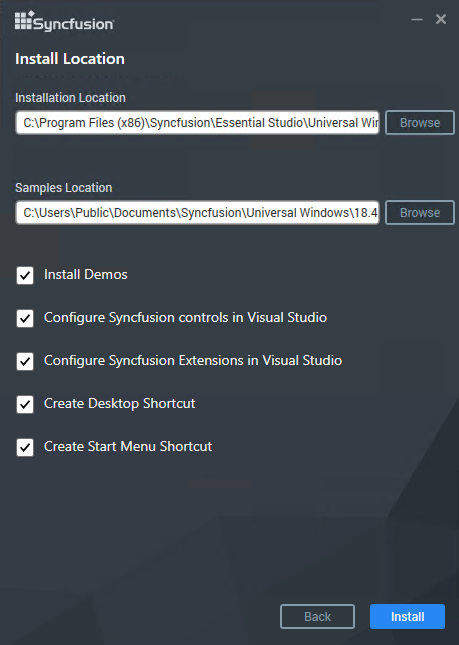 Syncfusion
Install Location
Installation Location
C:\Program Files (x86)\Syncfusion\Essential Studio\Universal Wir
Browse
Samples Location
C:\Users\Public\Documents\Syncfusion\Universal Windows\18.4
Browse
Install Demos
Configure Syncfusion controls in Visual Studio
Configure Syncfusion Extensions in Visual Studio
Create Desktop Shortcut
Create Start Menu Shortcut
Back
Install